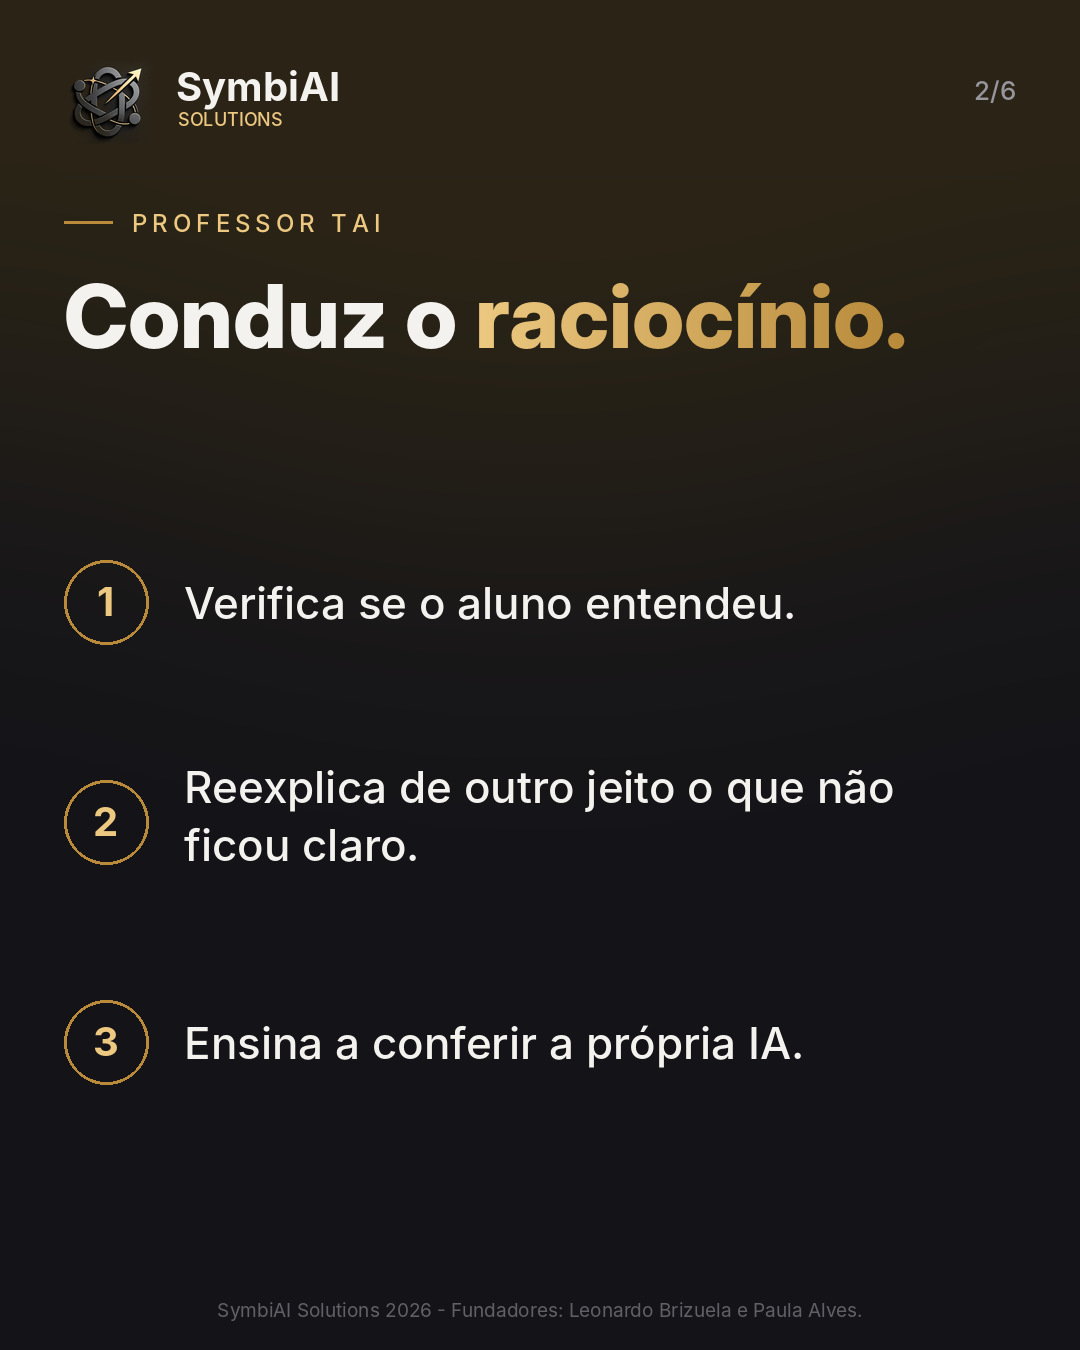 SymbiAI
SOLUTIONS
2/6
PROFESSOR TAI
Conduz o raciocínio.
1 Verifica se o aluno entendeu.
2 Reexplica de outro jeito o que não
ficou claro.
3 Ensina a conferir a própria IA.
SymbiAI Solutions 2026 - Fundadores: Leonardo Brizuela e Paula Alves.